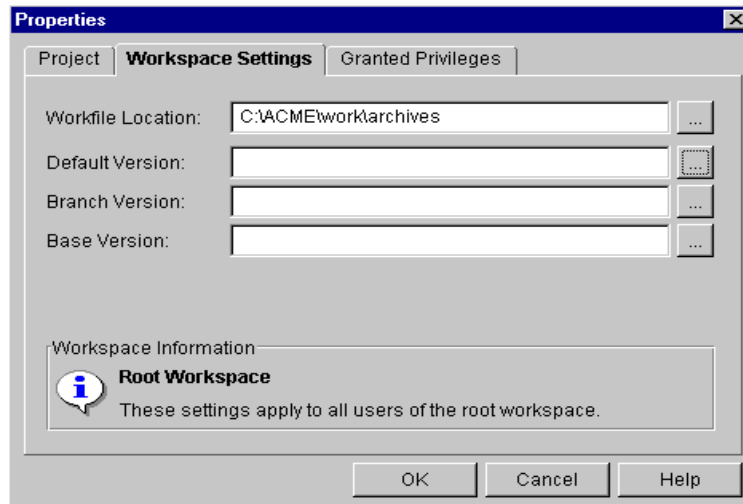 Properties
Project Workspace Settings Granted Privileges
Workfile Location: C:\ACME\work\archives ...
Default Version: ...
Branch Version: ...
Base Version: ...
Workspace Information
Root Workspace
These settings apply to all users of the root workspace.
OK Cancel Help